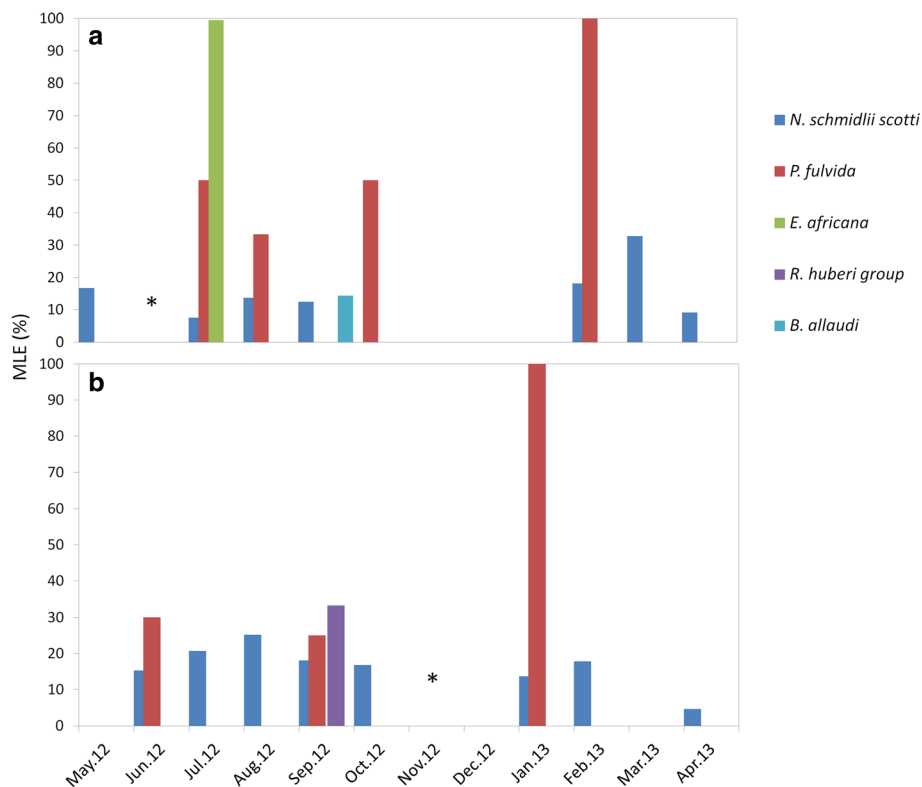 a
100
90
80
70
60
50
40
30
20
10
0
*
N. schmidlii scotti
P. fulvida
E. africana
R. huberi group
B. allaudi
MLE (%)
b
100
90
80
70
60
50
40
30
20
10
0
*
May.12
Jun.12
Jul.12
Aug.12
Sep.12
Oct.12
Nov.12
Dec.12
Jan.13
Feb.13
Mar.13
Apr.13